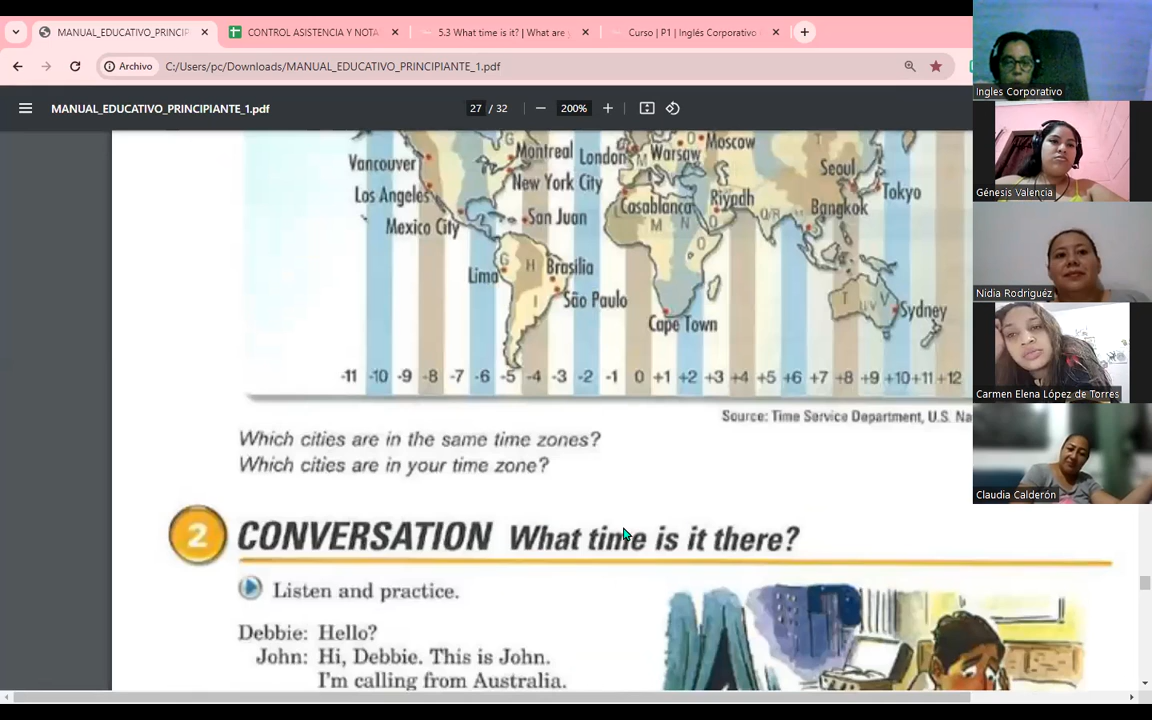 MANUAL_EDUCATIVO_PRINCIP
CONTROL ASISTENCIA Y NOTA
5.3 What time is it? | What are
Curso | P1 | Inglés Corporativo
Archivo
C:/Users/pc/Downloads/MANUAL_EDUCATIVO_PRINCIPIANTE_1.pdf
MANUAL_EDUCATIVO_PRINCIPIANTE_1.pdf
27 / 32
200%
Ingles Corporativo
Génesis Valencia
Nidia Rodriguéz
Carmen Elena López de Torres
Claudia Calderón
Vancouver
Montreal
London
Warsaw
Moscow
Seoul
Los Angeles
New York City
Casablanca
Riyadh
Bangkok
Tokyo
Mexico City
San Juan
Lima
Brasilia
São Paulo
Cape Town
Sydney
G
M
O
T
M N O Q/R
G H
I
T U V V
-11 -10 -9 -8 -7 -6 -5 -4 -3 -2 -1 0 +1 +2 +3 +4 +5 +6 +7 +8 +9 +10 +11 +12
Source: Time Service Department, U.S. Na
Which cities are in the same time zones?
Which cities are in your time zone?
2 CONVERSATION What time is it there?
Listen and practice.
Debbie: Hello?
John: Hi, Debbie. This is John.
I'm calling from Australia.